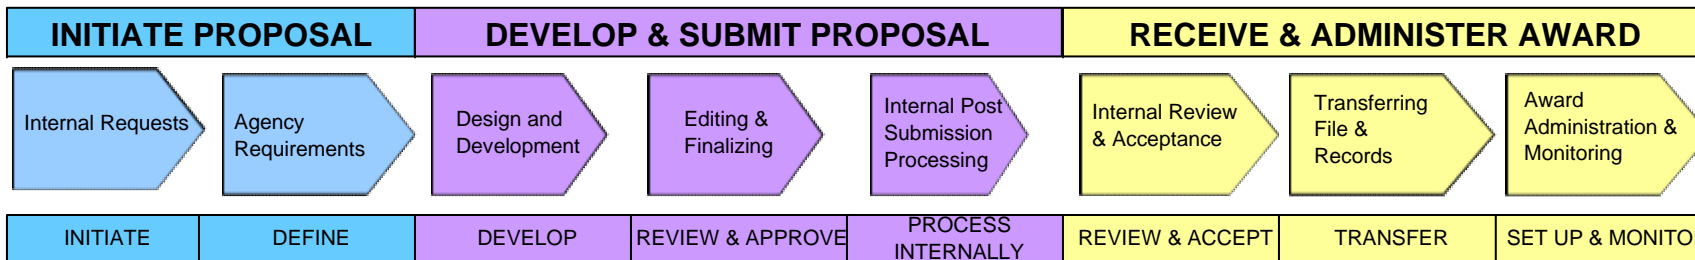 INITIATE PROPOSAL
DEVELOP & SUBMIT PROPOSAL
RECEIVE & ADMINISTER AWARD
Internal Requests
Agency
Requirements
Design and
Development
Editing &
Finalizing
Internal Post
Submission
Processing
Internal Review
& Acceptance
Transferring
File &
Records
Award
Administration &
Monitoring
INITIATE
DEFINE
DEVELOP
REVIEW & APPROVE
PROCESS
INTERNALLY
REVIEW & ACCEPT
TRANSFER
SET UP & MONITO